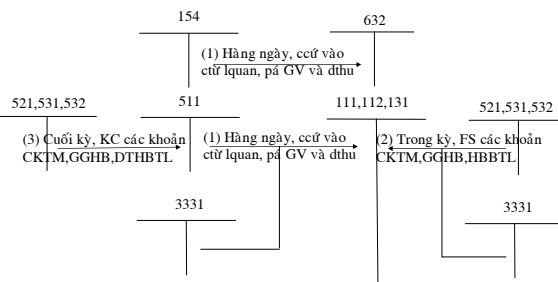 154
632
(1) Hàng ngày, ccứ vào
ctừ lquan, pá GV và dthu
521,531,532
511
111,112,131
521,531,532
(3) Cuối kỳ, KC các khoản
CKTM,GGHB,DTHBTL
(1) Hàng ngày, ccứ vào
ctừ lquan, pá GV và dthu
(2) Trong kỳ, FS các khoản
CKTM,GGHB,HBBTL
3331
3331